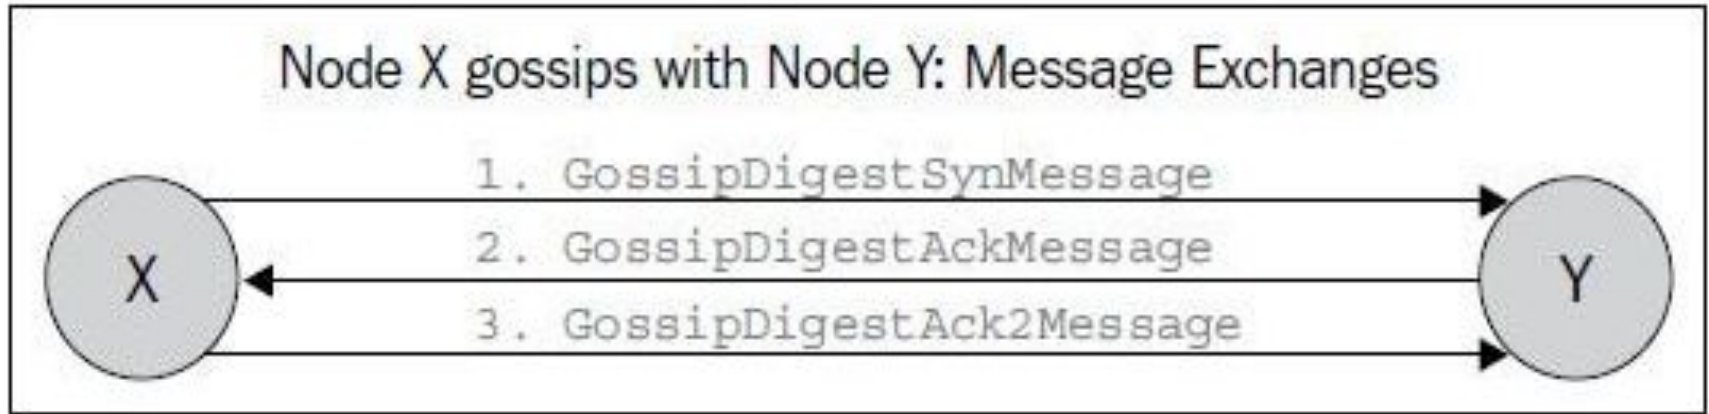 Node X gossips with Node Y: Message Exchanges
1. GossipDigestSynMessage
2. GossipDigestAckMessage
X
Y
3. GossipDigestAck2Message